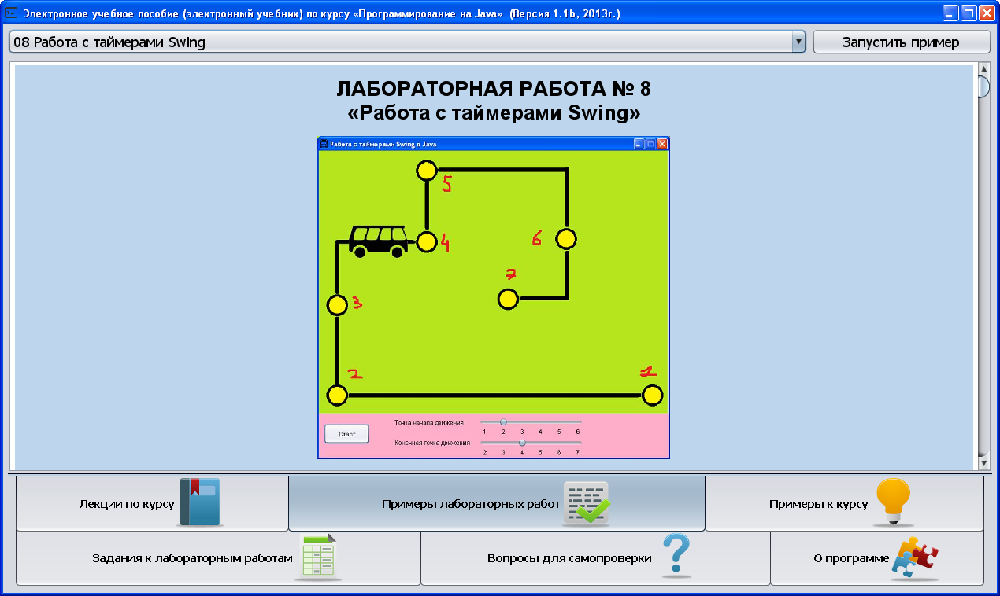 Электронное учебное пособие (электронный учебник) по курсу «Программирование на Java» (Версия 1.1b, 2013г.)
08 Работа с таймерами Swing
Запустить пример
ЛАБОРАТОРНАЯ РАБОТА № 8
«Работа с таймерами Swing»
Работа с таймерами Swing в Java
5
4
6
7
3
2
1
Старт
Точка начала движения
1 2 3 4 5 6
Конечная точка движения
2 3 4 5 6 7
Лекции по курсу
Примеры лабораторных работ
Примеры к курсу
Задания к лабораторным работам
Вопросы для самопроверки
О программе